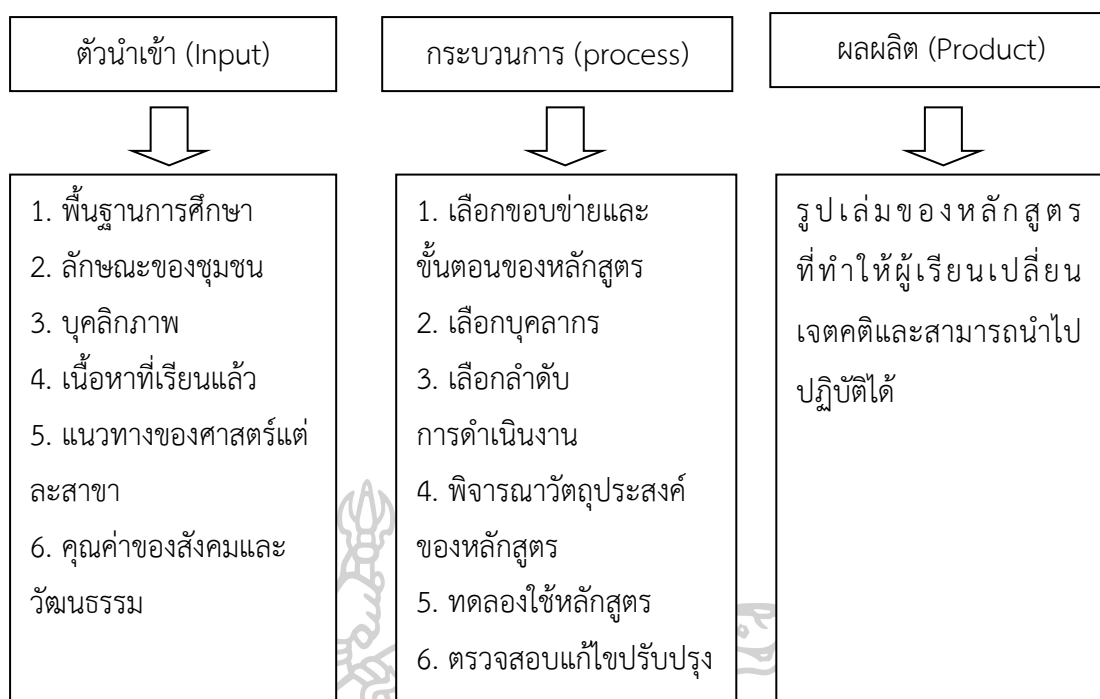 ตัวนำเข้า (Input)
กระบวนการ (process)
ผลผลิต (Product)
1. พื้นฐานการศึกษา
2. ลักษณะของชุมชน
3. บุคลิกภาพ
4. เนื้อหาที่เรียนแล้ว
5. แนวทางของศาสตร์แต่
ละสาขา
6. คุณค่าของสังคมและ
วัฒนธรรม
1. เลือกขอบข่ายและ
ขั้นตอนของหลักสูตร
2. เลือกบุคลากร
3. เลือกลำดับ
การดำเนินงาน
4. พิจารณาวัตถุประสงค์
ของหลักสูตร
5. ทดลองใช้หลักสูตร
6. ตรวจสอบแก้ไขปรับปรุง
รูปเล่มของหลักสูตร
ที่ทำให้ผู้เรียนเปลี่ยน
เจตคติและสามารถนำไป
ปฏิบัติได้